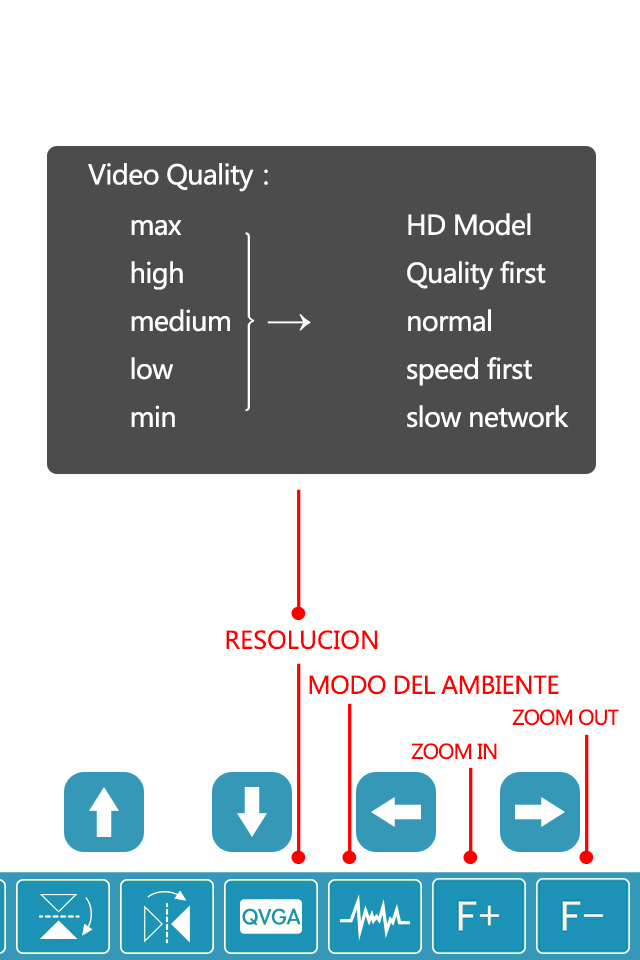 Video Quality :
max
HD Model
high
Quality first
medium
normal
low
speed first
min
slow network
RESOLUCION
MODO DEL AMBIENTE
ZOOM OUT
ZOOM IN
QVGA
F+
F−